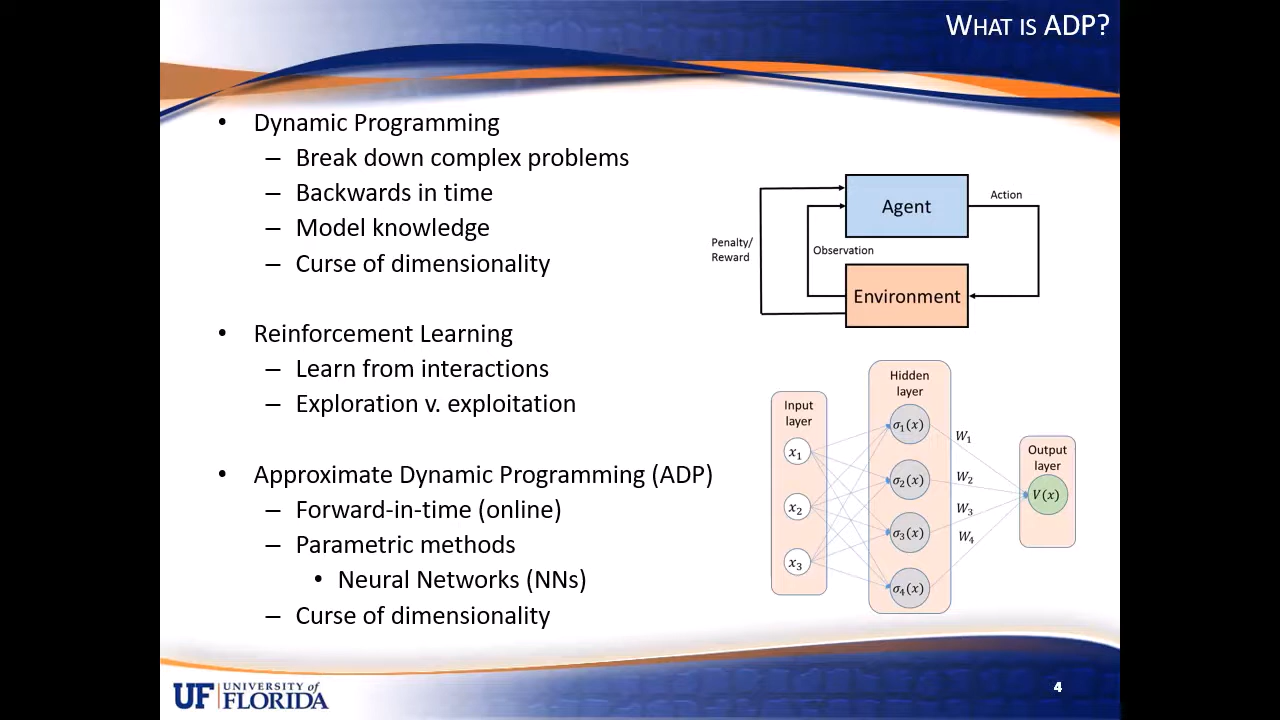 WHAT IS ADP?
• Dynamic Programming
– Break down complex problems
– Backwards in time
– Model knowledge
– Curse of dimensionality
• Reinforcement Learning
– Learn from interactions
– Exploration v. exploitation
• Approximate Dynamic Programming (ADP)
– Forward-in-time (online)
– Parametric methods
• Neural Networks (NNs)
– Curse of dimensionality
Agent
Action
Penalty/
Reward
Observation
Environment
Input
layer
x₁
x₂
x₃
Hidden
layer
σ₁(x)
σ₂(x)
σ₃(x)
σ₄(x)
W₁
W₂
W₃
W₄
Output
layer
V(x)
UF UNIVERSITY of
FLORIDA
4